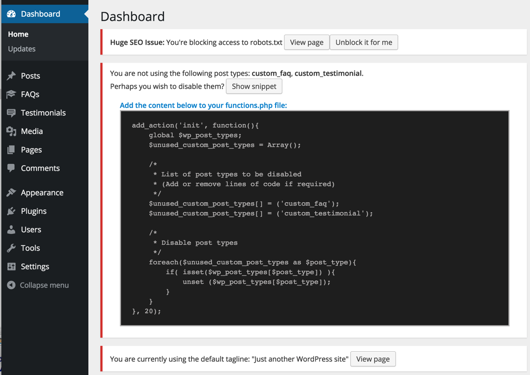 Dashboard
Home
Updates
Posts
FAQs
Testimonials
Media
Pages
Comments
Appearance
Plugins
Users
Tools
Settings
Collapse menu
Dashboard
Huge SEO Issue: You're blocking access to robots.txt View page Unblock it for me
You are not using the following post types: custom_faq, custom_testimonial.
Perhaps you wish to disable them? Show snippet
Add the content below to your functions.php file:
add_action('init', function(){
global $wp_post_types;
$unused_custom_post_types = Array();
/*
* List of post types to be disabled
* (Add or remove lines of code if required)
*/
$unused_custom_post_types[] = ('custom_faq');
$unused_custom_post_types[] = ('custom_testimonial');
/*
* Disable post types
*/
foreach($unused_custom_post_types as $post_type){
if( isset($wp_post_types[$post_type]) ){
unset ($wp_post_types[$post_type]);
}
}
}, 20);
You are currently using the default tagline: "Just another WordPress site" View page